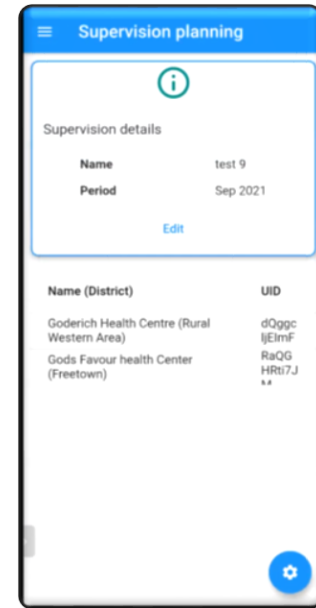 Supervision planning
Supervision details
Name test 9
Period Sep 2021
Edit
Name (District) UID
Goderich Health Centre (Rural dQggc
Western Area) ljElmF
Gods Favour health Center RaQG
(Freetown) HRti7J